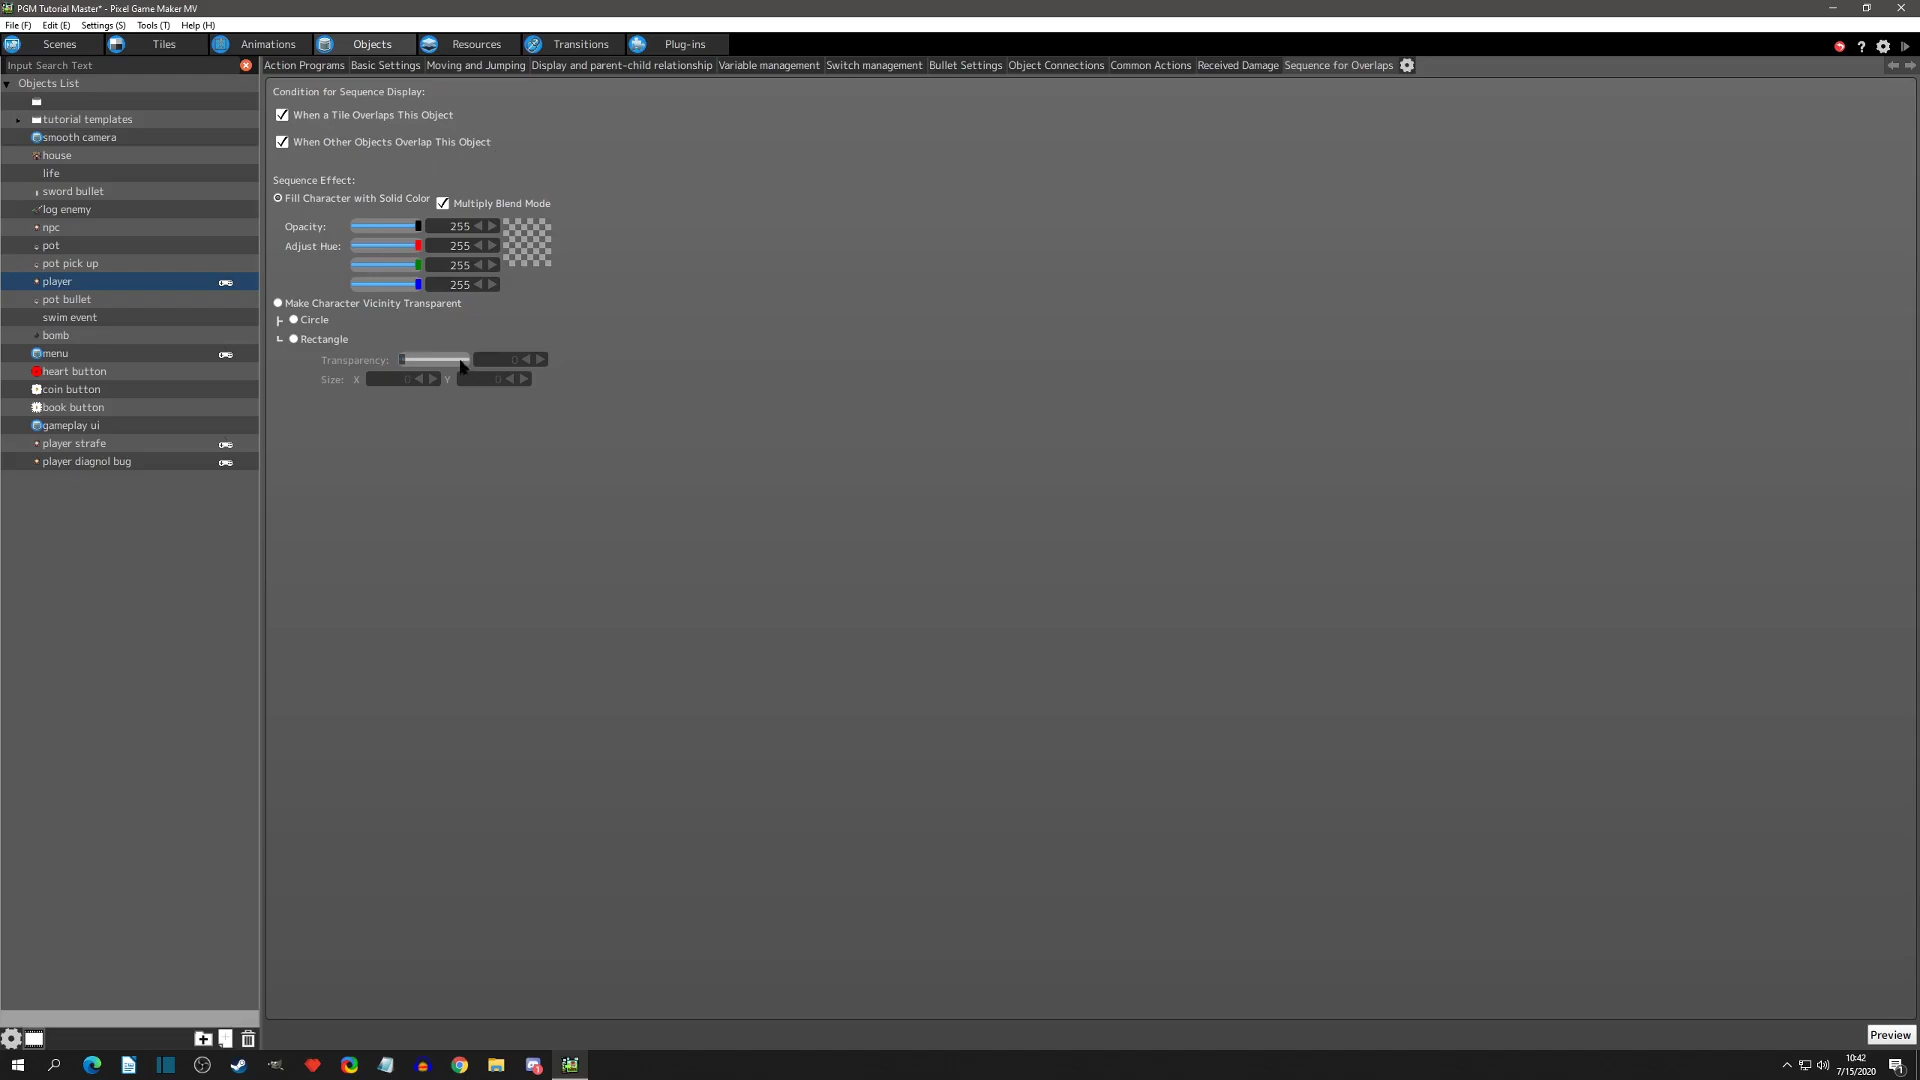 PGM Tutorial Master* - Pixel Game Maker MV
File (F) Edit (E) Settings (S) Tools (T) Help (H)
Scenes Tiles Animations Objects Resources Transitions Plug-ins
Input Search Text
Action Programs Basic Settings Moving and Jumping Display and parent-child relationship Variable management Switch management Bullet Settings Object Connections Common Actions Received Damage Sequence for Overlaps
Objects List
tutorial templates
smooth camera
house
life
sword bullet
log enemy
npc
pot
pot pick up
player
pot bullet
swim event
bomb
menu
heart button
coin button
book button
gameplay ui
player strafe
player diagnol bug
Condition for Sequence Display:
When a Tile Overlaps This Object
When Other Objects Overlap This Object
Sequence Effect:
Fill Character with Solid Color Multiply Blend Mode
Opacity: 255
Adjust Hue: 255
255
255
Make Character Vicinity Transparent
Circle
Rectangle
Transparency: 0
Size: X 0 Y 0
Preview
10:42
7/15/2020